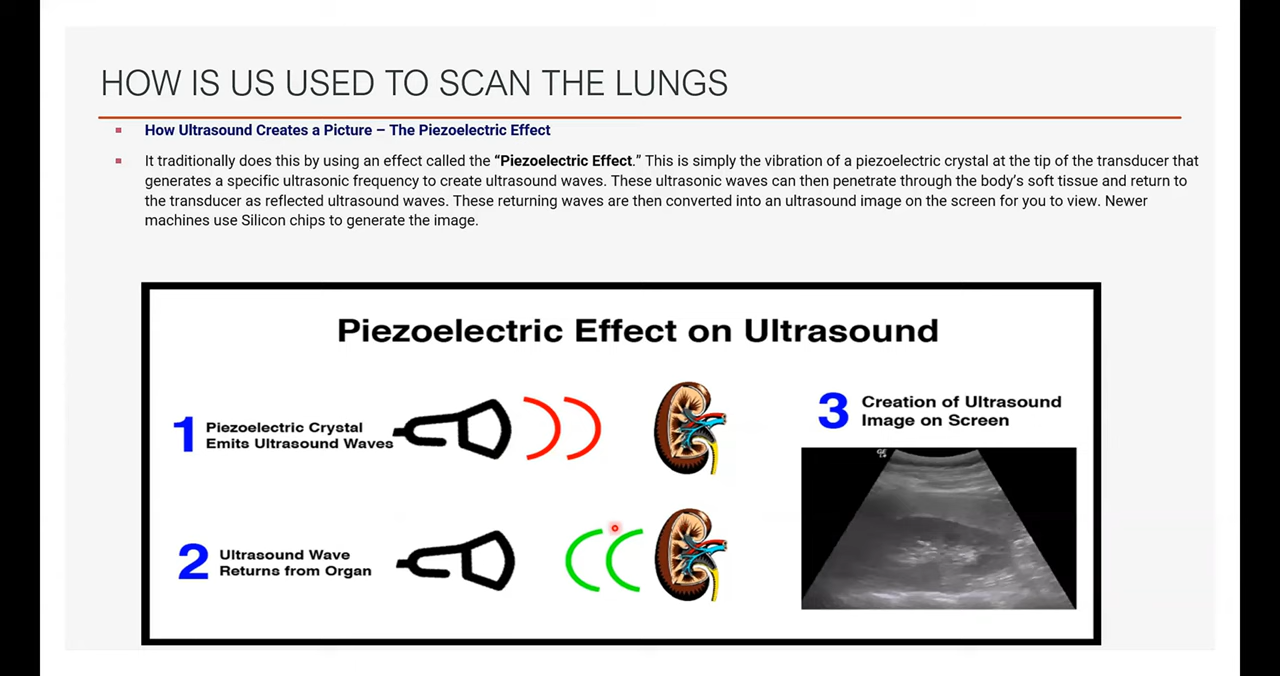 HOW IS US USED TO SCAN THE LUNGS
How Ultrasound Creates a Picture – The Piezoelectric Effect
It traditionally does this by using an effect called the “Piezoelectric Effect.” This is simply the vibration of a piezoelectric crystal at the tip of the transducer that
generates a specific ultrasonic frequency to create ultrasound waves. These ultrasonic waves can then penetrate through the body’s soft tissue and return to
the transducer as reflected ultrasound waves. These returning waves are then converted into an ultrasound image on the screen for you to view. Newer
machines use Silicon chips to generate the image.
Piezoelectric Effect on Ultrasound
1 Piezoelectric Crystal
Emits Ultrasound Waves
2 Ultrasound Wave
Returns from Organ
3 Creation of Ultrasound
Image on Screen